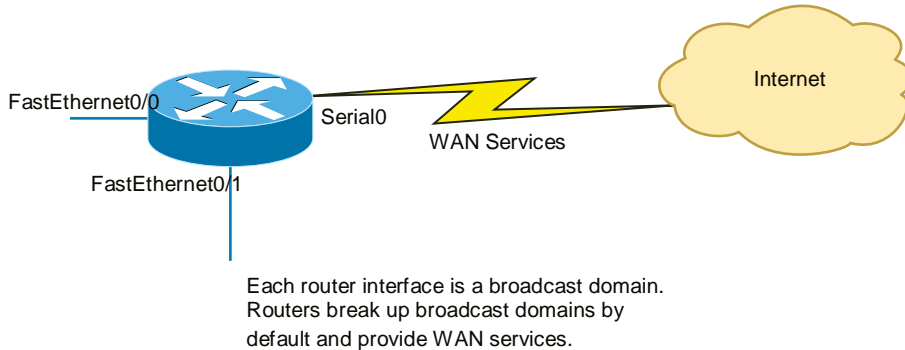 Internet
FastEthernet0/0
Serial0
WAN Services
FastEthernet0/1
Each router interface is a broadcast domain.
Routers break up broadcast domains by
default and provide WAN services.